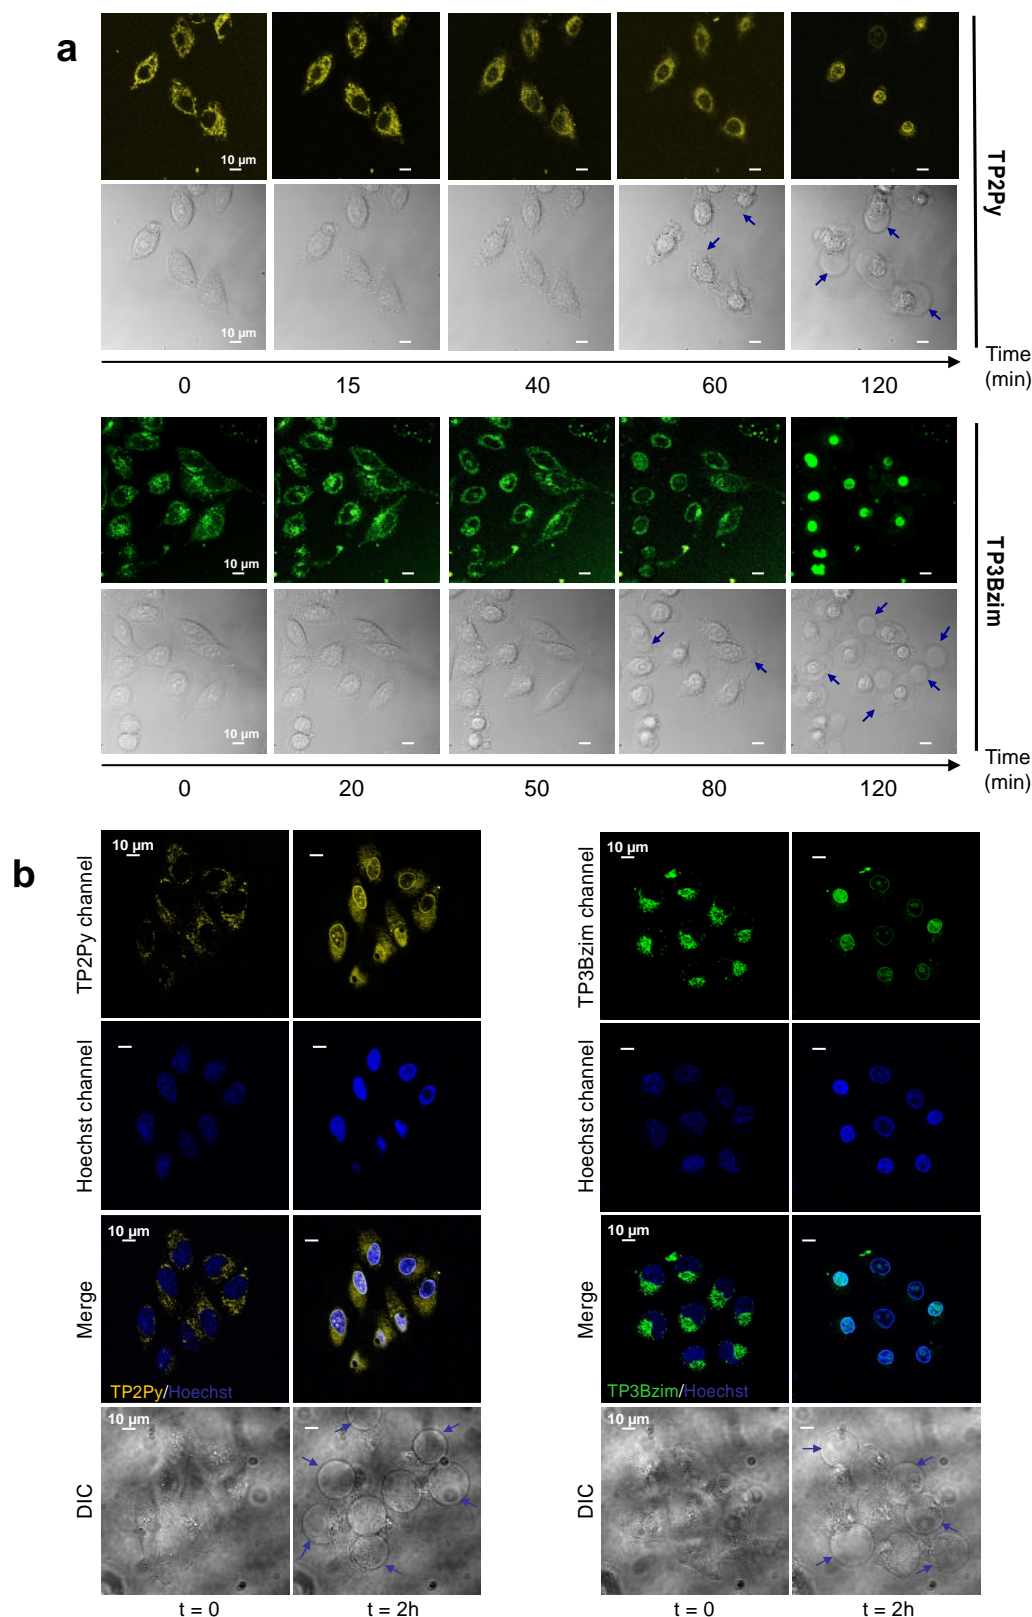 a
10 µm
TP2Py
10 µm
Time
(min)
0 15 40 60 120
10 µm
TP3Bzim
10 µm
Time
(min)
0 20 50 80 120
b
TP2Py channel
10 µm
TP3Bzim channel
10 µm
Hoechst channel
Hoechst channel
Merge
10 µm
TP2Py/Hoechst
Merge
10 µm
TP3Bzim/Hoechst
DIC
10 µm
DIC
10 µm
t = 0 t = 2h t = 0 t = 2h